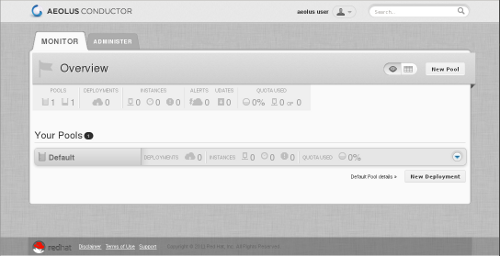 AEOLUS CONDUCTOR
aeolus user
Search...
MONITOR
ADMINISTER
Overview
New Pool
POOLS DEPLOYMENTS INSTANCES ALERTS UDATES QUOTA USED
1 1 0 0 0 0 0 0 0% 0 OF 0
Your Pools 1
Default DEPLOYMENTS 0 INSTANCES 0 0 0 QUOTA USED 0%
Default Pool details > New Deployment
redhat Disclaimer Terms of Use Support Copyright © 2012 Red Hat, Inc. All Rights Reserved.